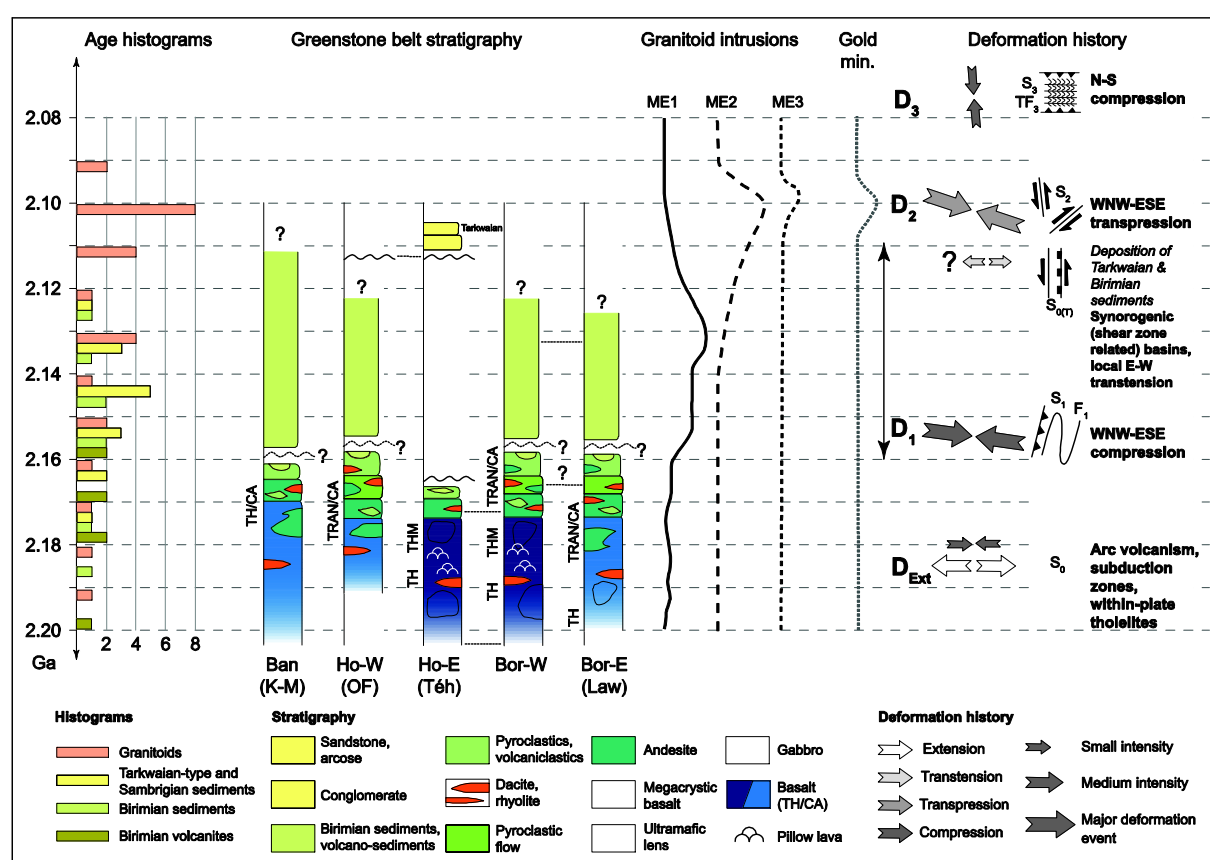 Age histograms
Greenstone belt stratigraphy
Granitoid intrusions
Gold
min.
Deformation history
ME1
ME2
ME3
2.08
2.10
2.12
2.14
2.16
2.18
2.20
Ga
2
4
6
8
?
?
?
?
Tarkwaian
?
?
?
?
?
TH/CA
TRAN/CA
THM
TH
TRAN/CA
THM
TH
TRAN/CA
TH
Ban
(K-M)
Ho-W
(OF)
Ho-E
(Téh)
Bor-W
Bor-E
(Law)
D3
S3
TF3
N-S
compression
D2
S2
WNW-ESE
transpression
?
S0(T)
Deposition of
Tarkwaian &
Birimian
sediments
Synorogenic
(shear zone
related) basins,
local E-W
transtension
D1
S1
F1
WNW-ESE
compression
DExt
S0
Arc volcanism,
subduction
zones,
within-plate
tholeiites
Histograms
Granitoids
Tarkwaian-type and
Sambrigian sediments
Birimian sediments
Birimian volcanites
Stratigraphy
Sandstone,
arcose
Conglomerate
Birimian sediments,
volcano-sediments
Pyroclastics,
volcaniclastics
Dacite,
rhyolite
Pyroclastic
flow
Andesite
Megacrystic
basalt
Ultramafic
lens
Gabbro
Basalt
(TH/CA)
Pillow lava
Deformation history
Extension
Transtension
Transpression
Compression
Small intensity
Medium intensity
Major deformation
event